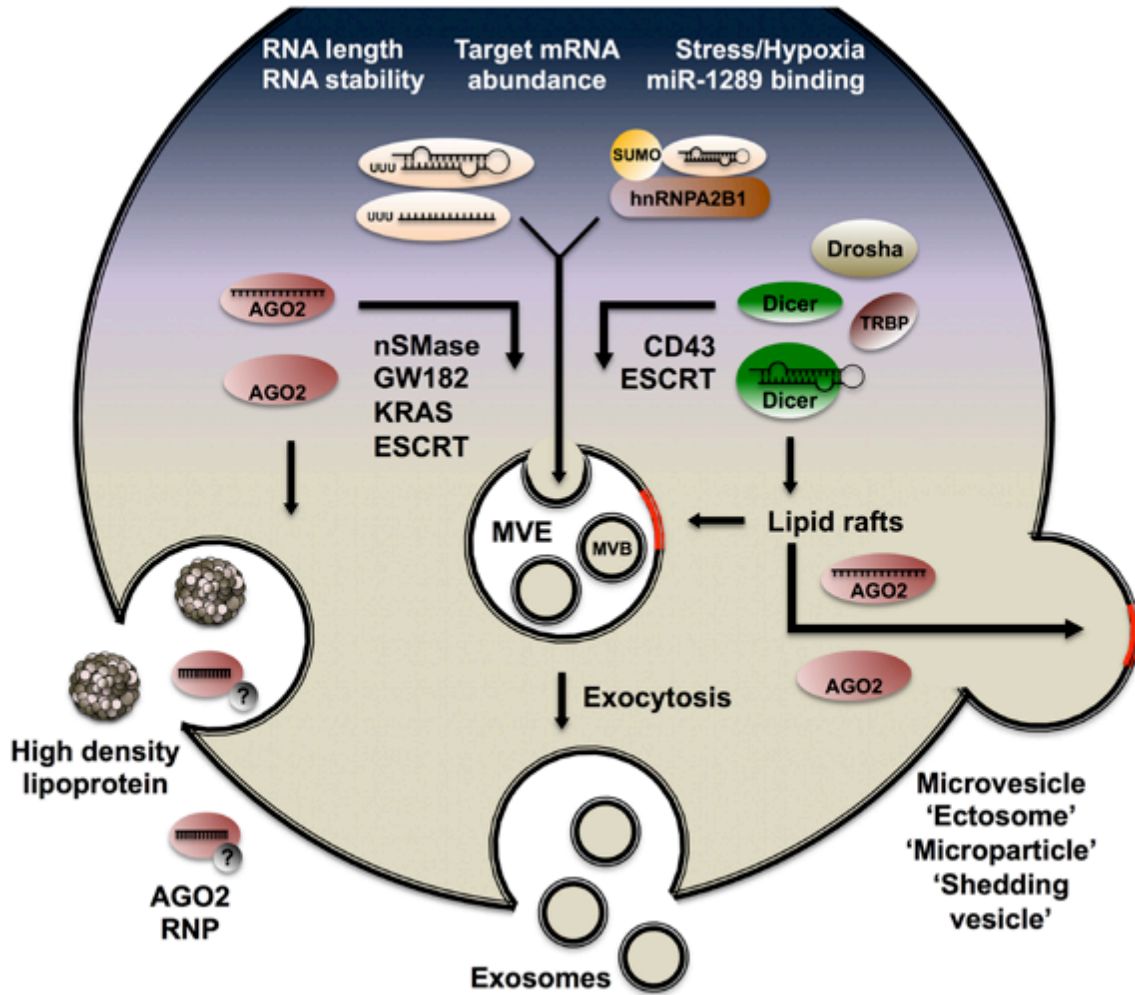 RNA length
RNA stability
Target mRNA
abundance
Stress/Hypoxia
miR-1289 binding
UUU
UUU
SUMO
hnRNPA2B1
Drosha
Dicer
TRBP
Dicer
AGO2
AGO2
nSMase
GW182
KRAS
ESCRT
CD43
ESCRT
MVE
MVB
Lipid rafts
AGO2
AGO2
?
High density
lipoprotein
?
AGO2
RNP
Exocytosis
Exosomes
Microvesicle
‘Ectosome’
‘Microparticle’
‘Shedding
vesicle’